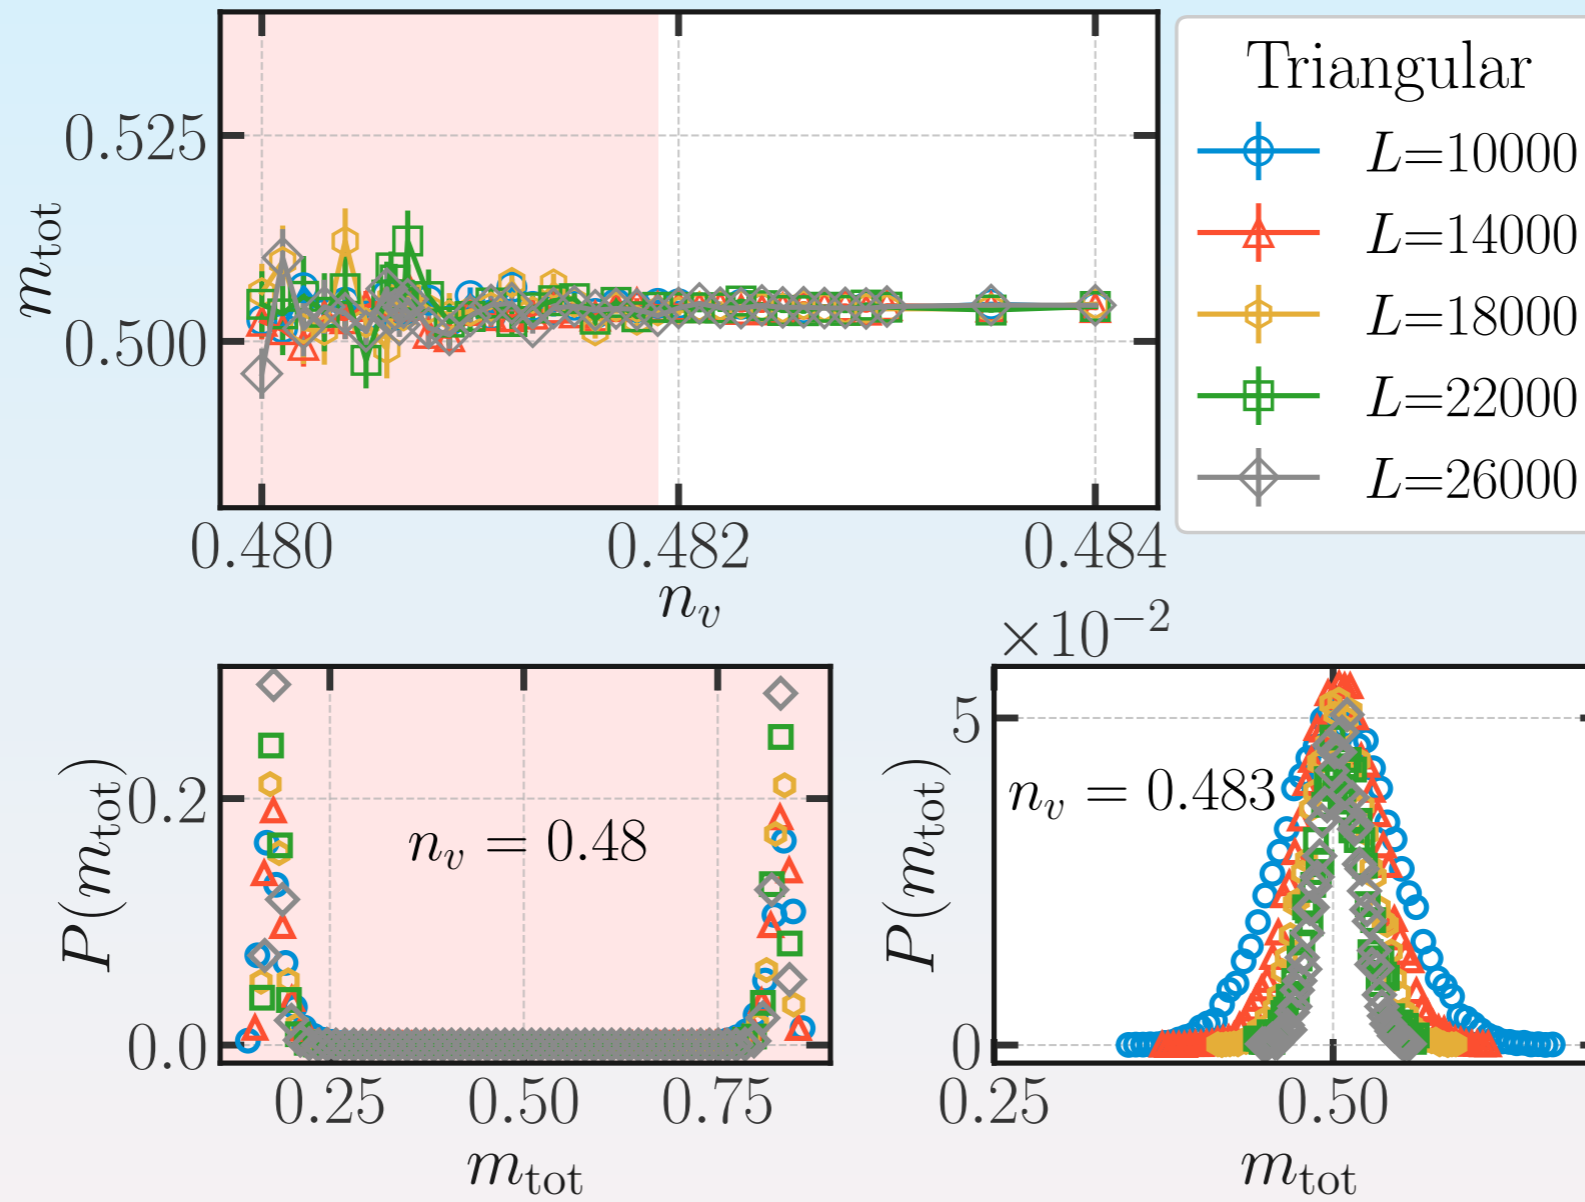 0.525
0.500
m_tot
0.480 0.482 0.484
n_v
Triangular
L=10000
L=14000
L=18000
L=22000
L=26000
P(m_tot)
0.2
0.0
n_v = 0.48
0.25 0.50 0.75
m_tot
×10⁻²
P(m_tot)
5
0
n_v = 0.483
0.25 0.50
m_tot